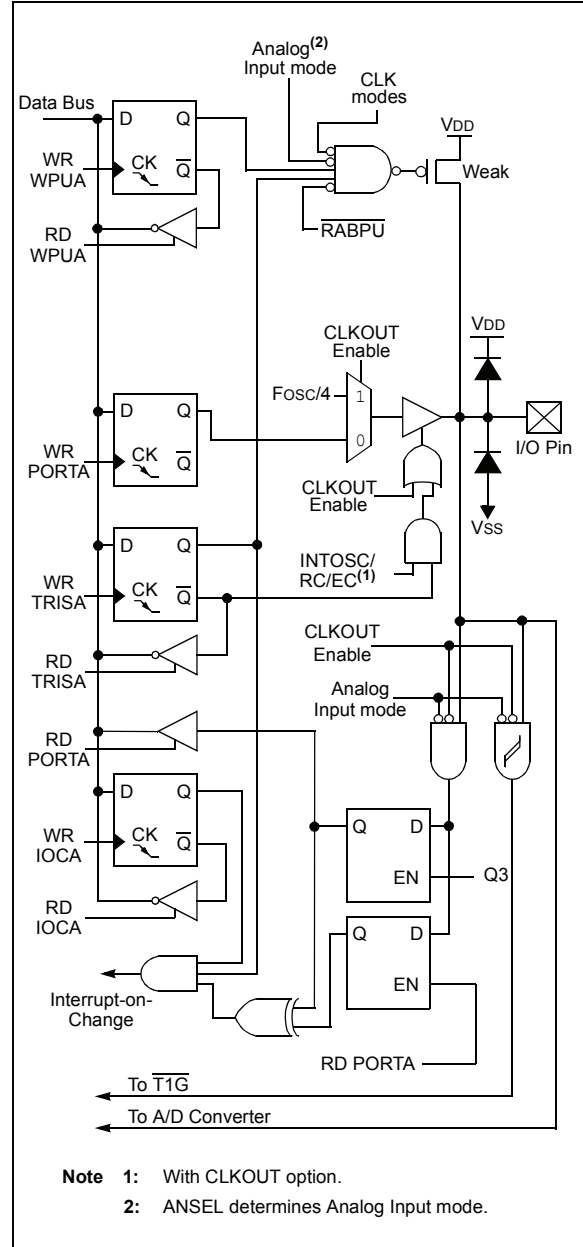 Analog(2)
Input mode
CLK
modes
Data Bus
D Q
VDD
WR
WPUA
CK Q
Weak
RD
WPUA
RABPU
CLKOUT
Enable
VDD
FOSC/4
1
D Q
0
I/O Pin
WR
PORTA
CK Q
CLKOUT
Enable
VSS
D Q
INTOSC/
RC/EC(1)
WR
TRISA
CK Q
CLKOUT
Enable
RD
TRISA
Analog
Input mode
RD
PORTA
D Q
Q D
WR
IOCA
CK Q
EN
Q3
RD
IOCA
Q D
Interrupt-on-
Change
EN
RD PORTA
To T1G
To A/D Converter
Note 1: With CLKOUT option.
2: ANSEL determines Analog Input mode.